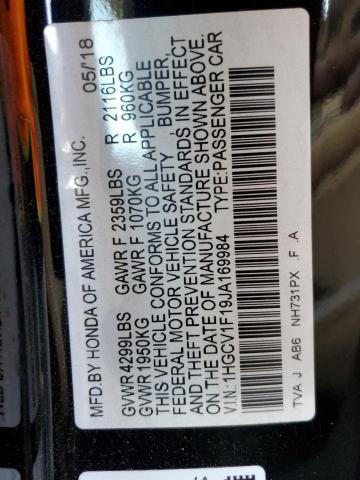 MFD.BY HONDA OF AMERICA MFG.,INC. 05/'18
GVWR 4299LBS GAWR F 2359LBS R 2116LBS
GVWR 1950KG GAWR F 1070KG R 960KG
THIS VEHICLE CONFORMS TO ALL APPLICABLE
FEDERAL MOTOR VEHICLE SAFETY, BUMPER,
AND THEFT PREVENTION STANDARDS IN EFFECT
ON THE DATE OF MANUFACTURE SHOWN ABOVE.
V.I.N.:1HGCV1F19JA169984 TYPE:PASSENGER CAR
TVA J AB6 NH731PX .F .A